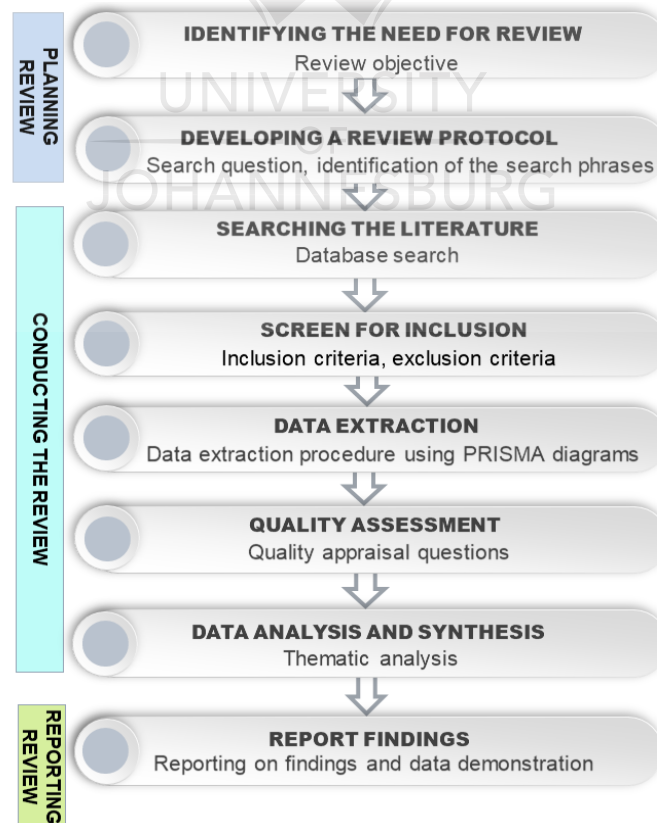 PLANNING
REVIEW
IDENTIFYING THE NEED FOR REVIEW
Review objective
UNIVERSITY
OF
JOHANNESBURG
DEVELOPING A REVIEW PROTOCOL
Search question, identification of the search phrases
CONDUCTING THE REVIEW
SEARCHING THE LITERATURE
Database search
SCREEN FOR INCLUSION
Inclusion criteria, exclusion criteria
DATA EXTRACTION
Data extraction procedure using PRISMA diagrams
QUALITY ASSESSMENT
Quality appraisal questions
DATA ANALYSIS AND SYNTHESIS
Thematic analysis
REPORTING
REVIEW
REPORT FINDINGS
Reporting on findings and data demonstration